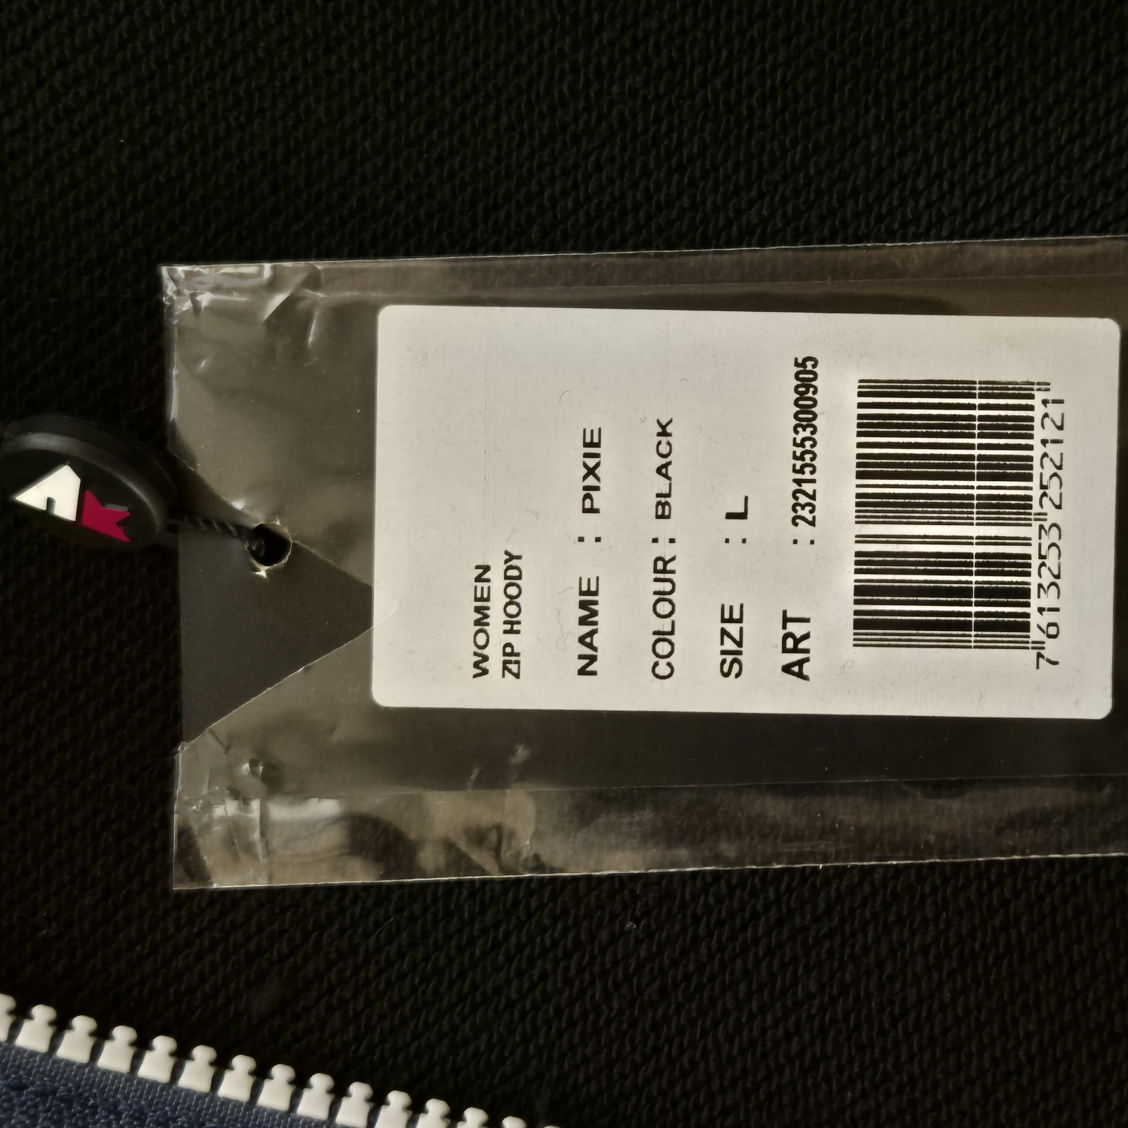 WOMEN
ZIP HOODY
NAME : PIXIE
COLOUR : BLACK
SIZE : L
ART : 2321555300905
7"613253"252121"